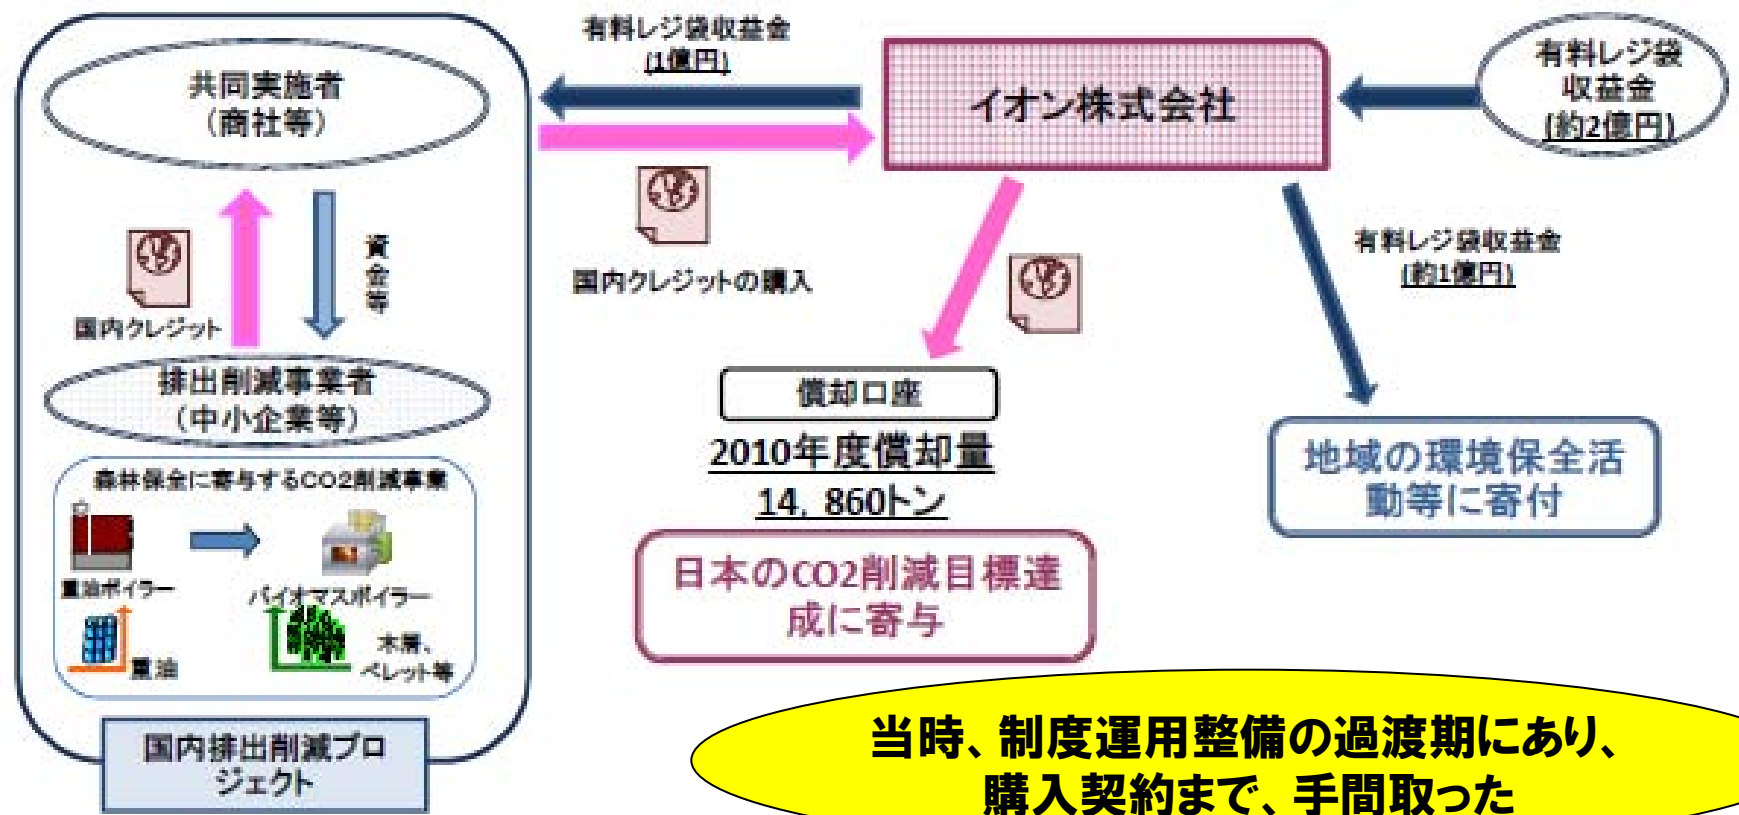 共同実施者
（商社等）
国内クレジット
資金等
排出削減事業者
（中小企業等）
森林保全に寄与するCO2削減事業
重油ボイラー
バイオマスボイラー
重油
木屑、
ペレット等
国内排出削減プロ
ジェクト
有料レジ袋収益金
(1億円)
国内クレジットの購入
イオン株式会社
有料レジ袋
収益金
(約2億円)
有料レジ袋収益金
(約1億円)
償却口座
2010年度償却量
14，860トン
日本のCO2削減目標達
成に寄与
地域の環境保全活
動等に寄付
当時、制度運用整備の過渡期にあり、
購入契約まで、手間取った